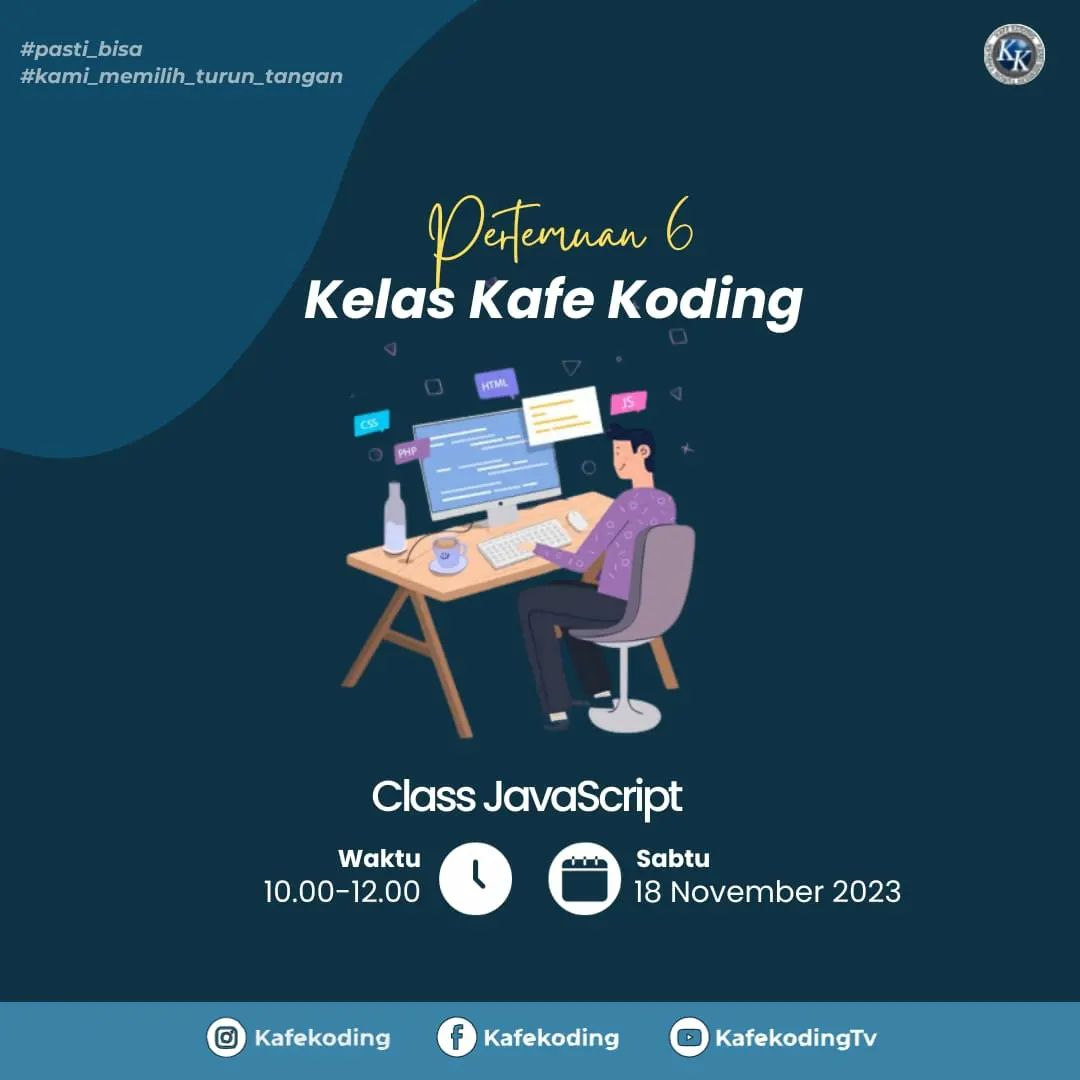 #pasti_bisa
#kami_memilih_turun_tangan
KK
Pertemuan 6
Kelas Kafe Koding
HTML
JS
CSS
PHP
Class JavaScript
Waktu
10.00-12.00
Sabtu
18 November 2023
Kafekoding
Kafekoding
KafekodingTv